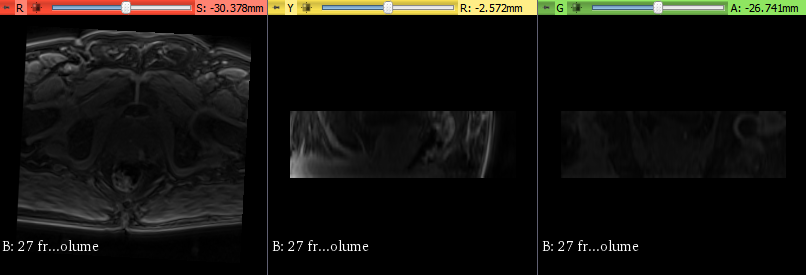 R S: -30.378mm
Y R: -2.572mm
G A: -26.741mm
B: 27 fr...olume
B: 27 fr...olume
B: 27 fr...olume